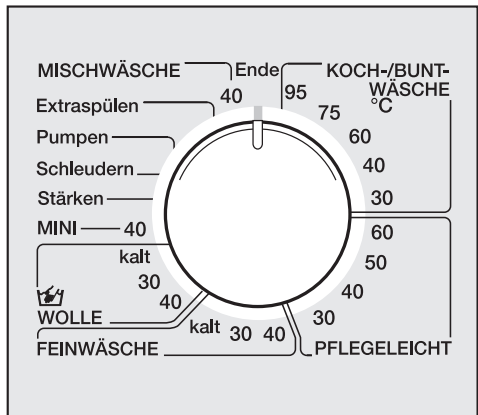 MISCHWÄSCHE
40
Ende
95
KOCH-/BUNT-
WÄSCHE
°C
75
60
40
30
60
50
40
30
PFLEGELEICHT
40
30
kalt
FEINWÄSCHE
40
30
kalt
WOLLE
40
MINI
Stärken
Schleudern
Pumpen
Extraspülen